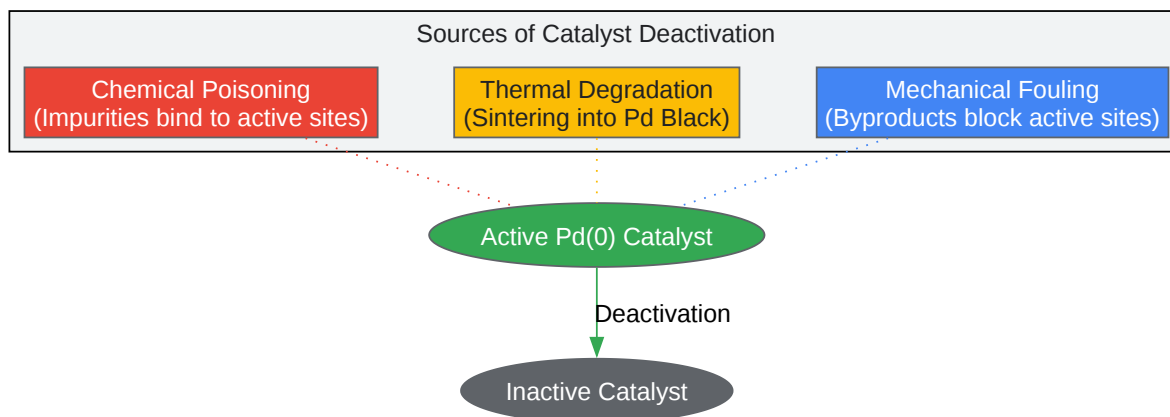 Sources of Catalyst Deactivation
Chemical Poisoning
(Impurities bind to active sites)
Thermal Degradation
(Sintering into Pd Black)
Mechanical Fouling
(Byproducts block active sites)
Active Pd(0) Catalyst
Deactivation
Inactive Catalyst